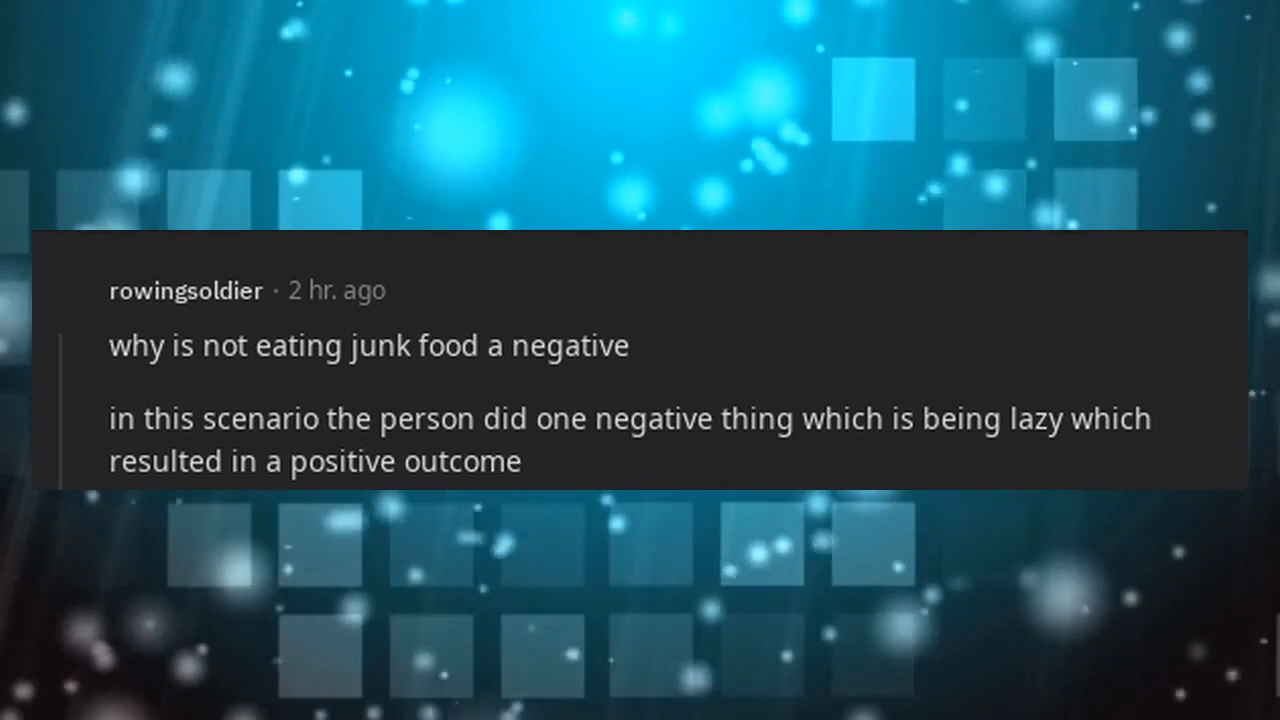 rowingsoldier · 2 hr. ago
why is not eating junk food a negative
in this scenario the person did one negative thing which is being lazy which
resulted in a positive outcome